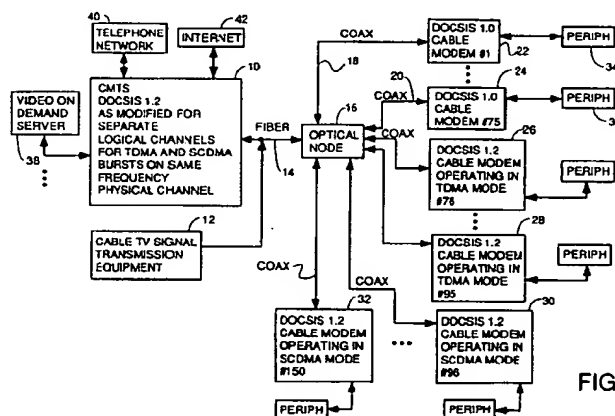 40
TELEPHONE
NETWORK
INTERNET
42
10
CMTS
DOCSIS 1.2
AS MODIFIED FOR
SEPARATE
LOGICAL CHANNELS
FOR TDMA AND SCDMA
BURSTS ON SAME
FREQUENCY
PHYSICAL CHANNEL
VIDEO ON
DEMAND
SERVER
38
12
CABLE TV SIGNAL
TRANSMISSION
EQUIPMENT
FIBER
14
16
OPTICAL
NODE
COAX
18
DOCSIS 1.0
CABLE
MODEM #1
22
PERIPH
34
20
COAX
24
DOCSIS 1.0
CABLE
MODEM #75
PERIPH
26
DOCSIS 1.2
CABLE MODEM
OPERATING IN
TDMA MODE
#76
PERIPH
28
DOCSIS 1.2
CABLE MODEM
OPERATING IN
TDMA MODE
#95
PERIPH
COAX
32
DOCSIS 1.2
CABLE MODEM
OPERATING IN
SCDMA MODE
#150
PERIPH
COAX
30
DOCSIS 1.2
CABLE MODEM
OPERATING IN
SCDMA MODE
#96
PERIPH
FIG